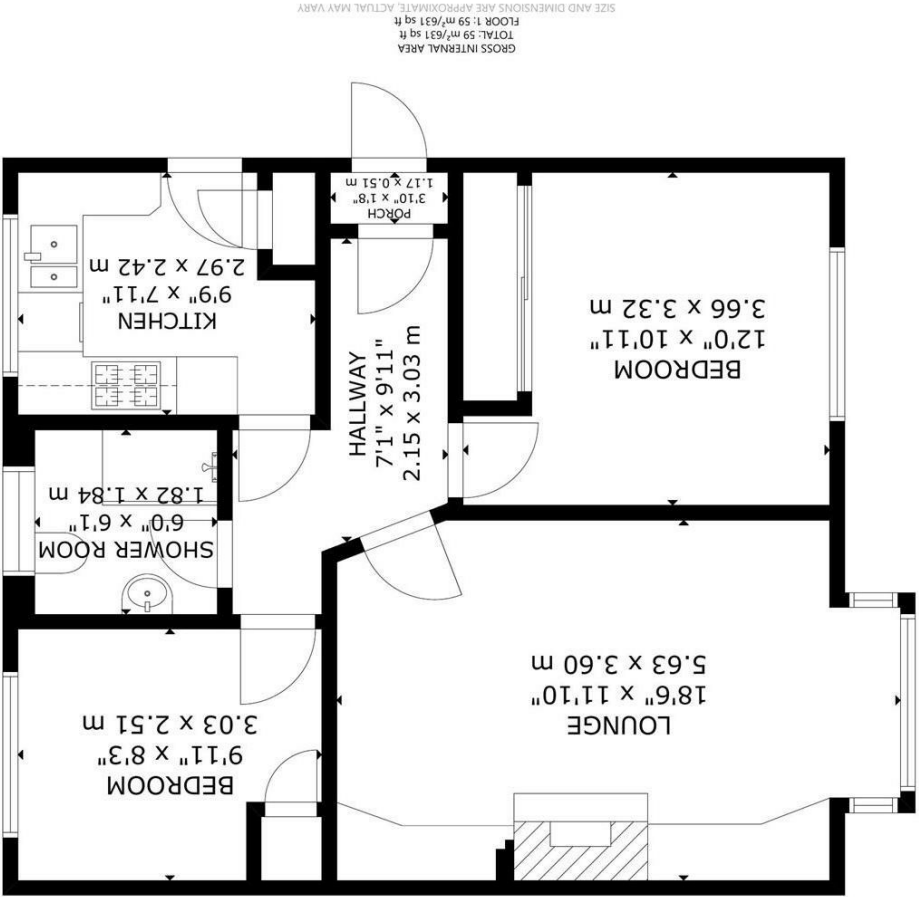 LOUNGE
18'6" x 11'10"
5.63 x 3.60 m
BEDROOM
9'11" x 8'3"
3.03 x 2.51 m
SHOWER ROOM
6'0" x 6'1"
1.82 x 1.84 m
HALLWAY
7'1" x 9'11"
2.15 x 3.03 m
BEDROOM
12'0" x 10'11"
3.66 x 3.32 m
KITCHEN
9'9" x 7'11"
2.97 x 2.42 m
PORCH
3'10" x 1'8"
1.17 x 0.51 m
GROSS INTERNAL AREA
TOTAL: 59 m²/631 sq ft
FLOOR 1: 59 m²/631 sq ft
SIZE AND DIMENSIONS ARE APPROXIMATE, ACTUAL MAY VARY